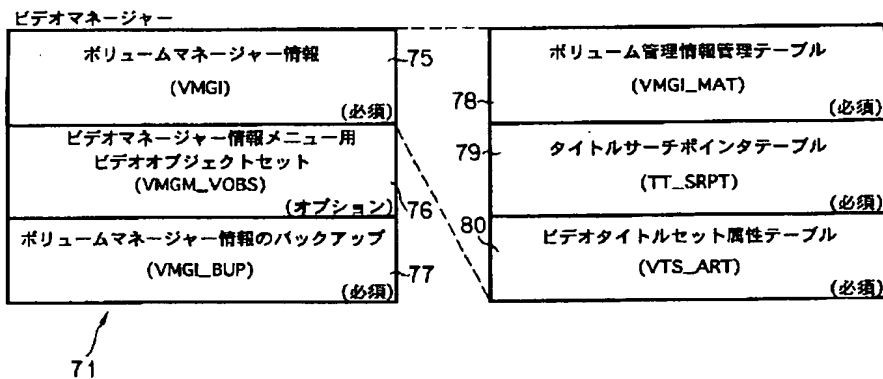 ビデオマネージャー
ボリュームマネージャー情報
(VMGI)
(必須)
75
ビデオマネージャー情報メニュー用
ビデオオブジェクトセット
(VMGM_VOBS)
(オプション)
76
ボリュームマネージャー情報のバックアップ
(VMGI_BUP)
(必須)
77
71
ボリューム管理情報管理テーブル
(VMGI_MAT)
(必須)
78
タイトルサーチポインタテーブル
(TT_SRPT)
(必須)
79
ビデオタイトルセット属性テーブル
(VTS_ART)
(必須)
80